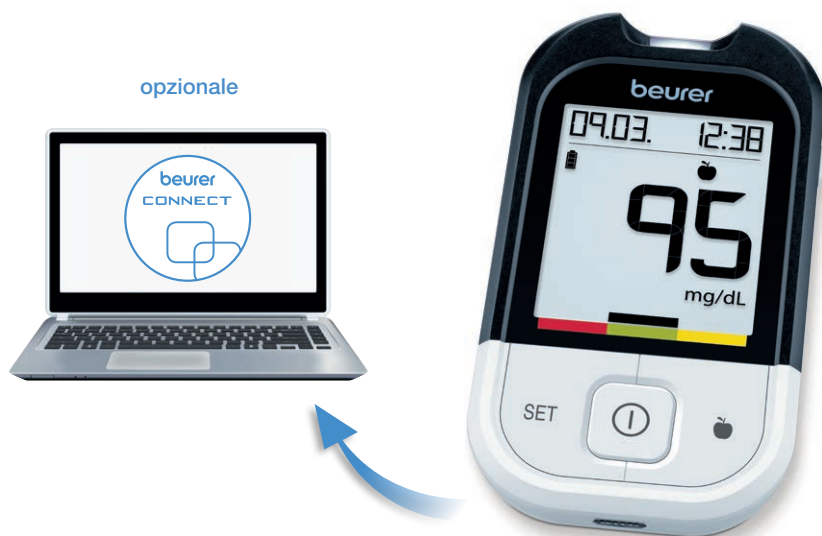 opzionale
beurer
CONNECT
beurer
09.03. 12:38
95
mg/dL
SET